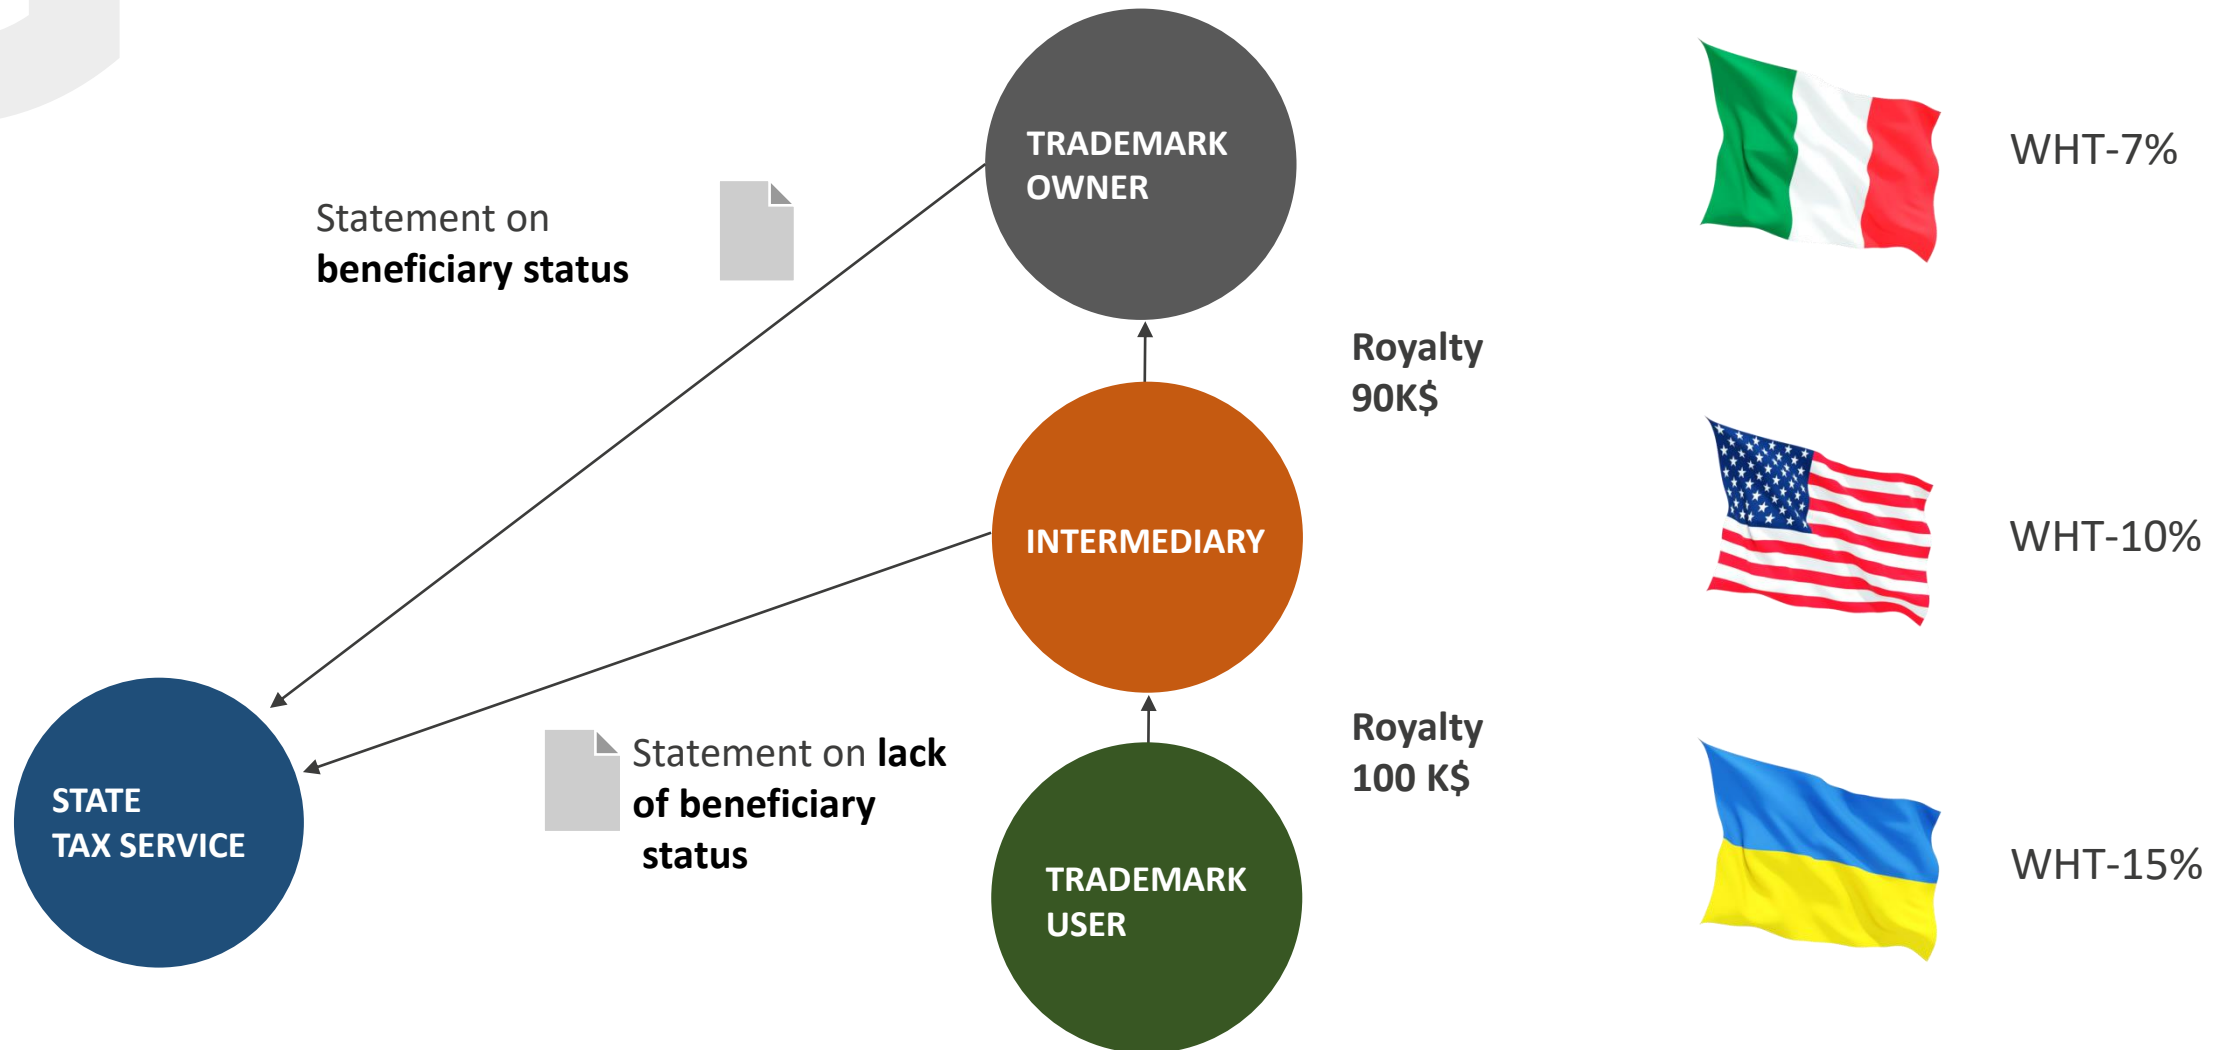 TRADEMARK
OWNER
WHT-7%
Statement on
beneficiary status
Royalty
90K$
INTERMEDIARY
WHT-10%
Royalty
100 K$
Statement on lack
of beneficiary
status
STATE
TAX SERVICE
TRADEMARK
USER
WHT-15%